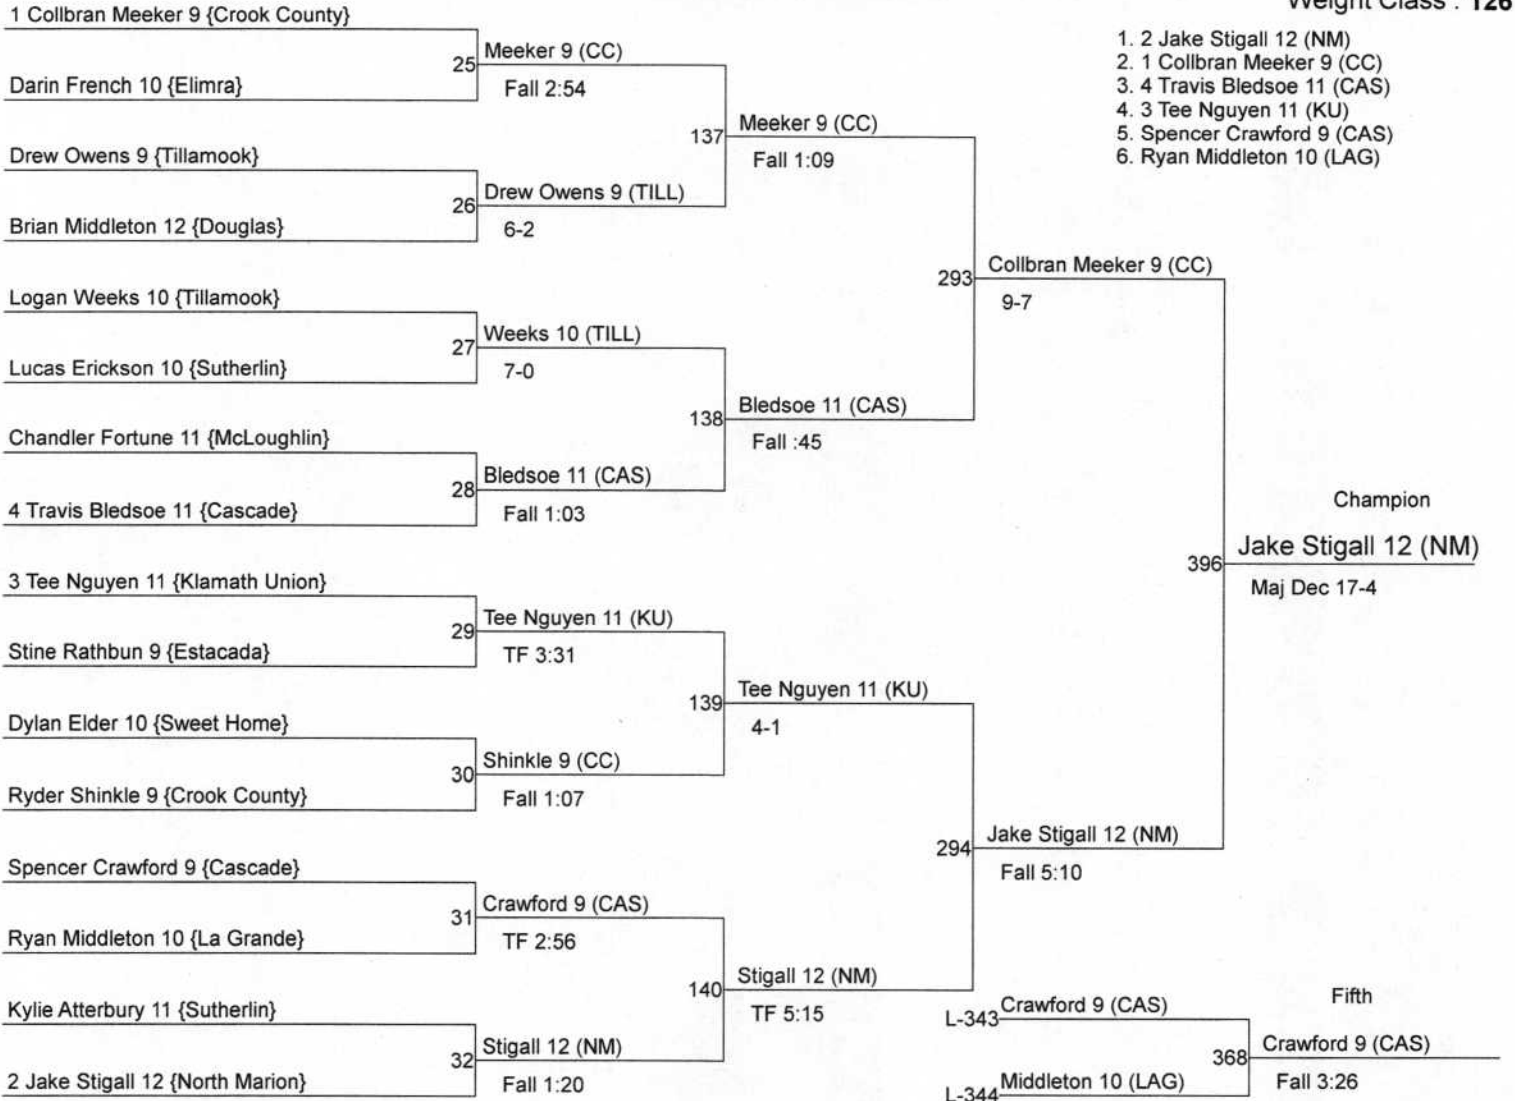 Weight Class : 126
1. 2 Jake Stigall 12 (NM)
2. 1 Collbran Meeker 9 (CC)
3. 4 Travis Bledsoe 11 (CAS)
4. 3 Tee Nguyen 11 (KU)
5. Spencer Crawford 9 (CAS)
6. Ryan Middleton 10 (LAG)
1 Collbran Meeker 9 {Crook County}
Darin French 10 {Elimra}
Drew Owens 9 {Tillamook}
Brian Middleton 12 {Douglas}
Logan Weeks 10 {Tillamook}
Lucas Erickson 10 {Sutherlin}
Chandler Fortune 11 {McLoughlin}
4 Travis Bledsoe 11 {Cascade}
3 Tee Nguyen 11 {Klamath Union}
Stine Rathbun 9 {Estacada}
Dylan Elder 10 {Sweet Home}
Ryder Shinkle 9 {Crook County}
Spencer Crawford 9 {Cascade}
Ryan Middleton 10 {La Grande}
Kylie Atterbury 11 {Sutherlin}
2 Jake Stigall 12 {North Marion}
25 Meeker 9 (CC)
Fall 2:54
26 Drew Owens 9 (TILL)
6-2
27 Weeks 10 (TILL)
7-0
28 Bledsoe 11 (CAS)
Fall 1:03
29 Tee Nguyen 11 (KU)
TF 3:31
30 Shinkle 9 (CC)
Fall 1:07
31 Crawford 9 (CAS)
TF 2:56
32 Stigall 12 (NM)
Fall 1:20
137 Meeker 9 (CC)
Fall 1:09
138 Bledsoe 11 (CAS)
Fall :45
139 Tee Nguyen 11 (KU)
4-1
140 Stigall 12 (NM)
TF 5:15
293 Collbran Meeker 9 (CC)
9-7
294 Jake Stigall 12 (NM)
Fall 5:10
Champion
396 Jake Stigall 12 (NM)
Maj Dec 17-4
Fifth
L-343 Crawford 9 (CAS)
L-344 Middleton 10 (LAG)
368 Crawford 9 (CAS)
Fall 3:26